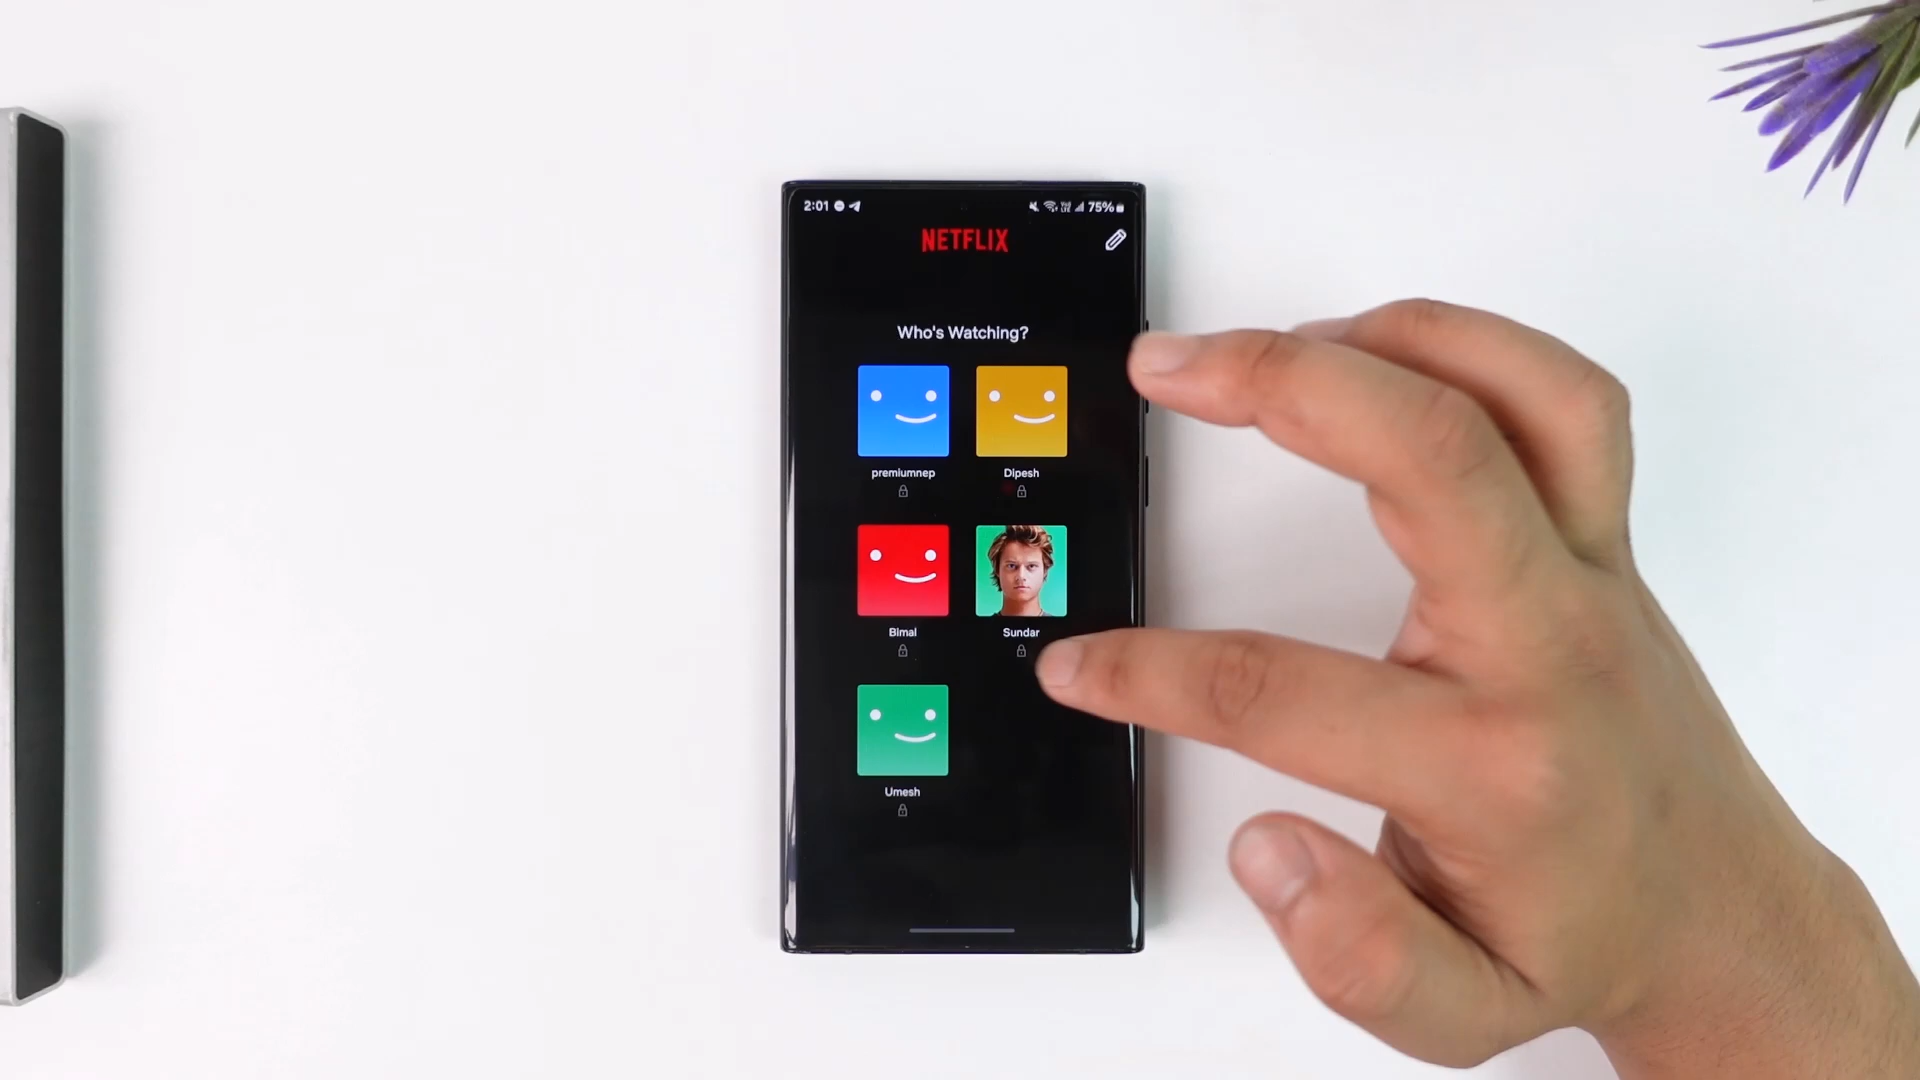 2:01 75%
NETFLIX
Who's Watching?
premiumnep Dipesh
Bimal Sundar
Umesh